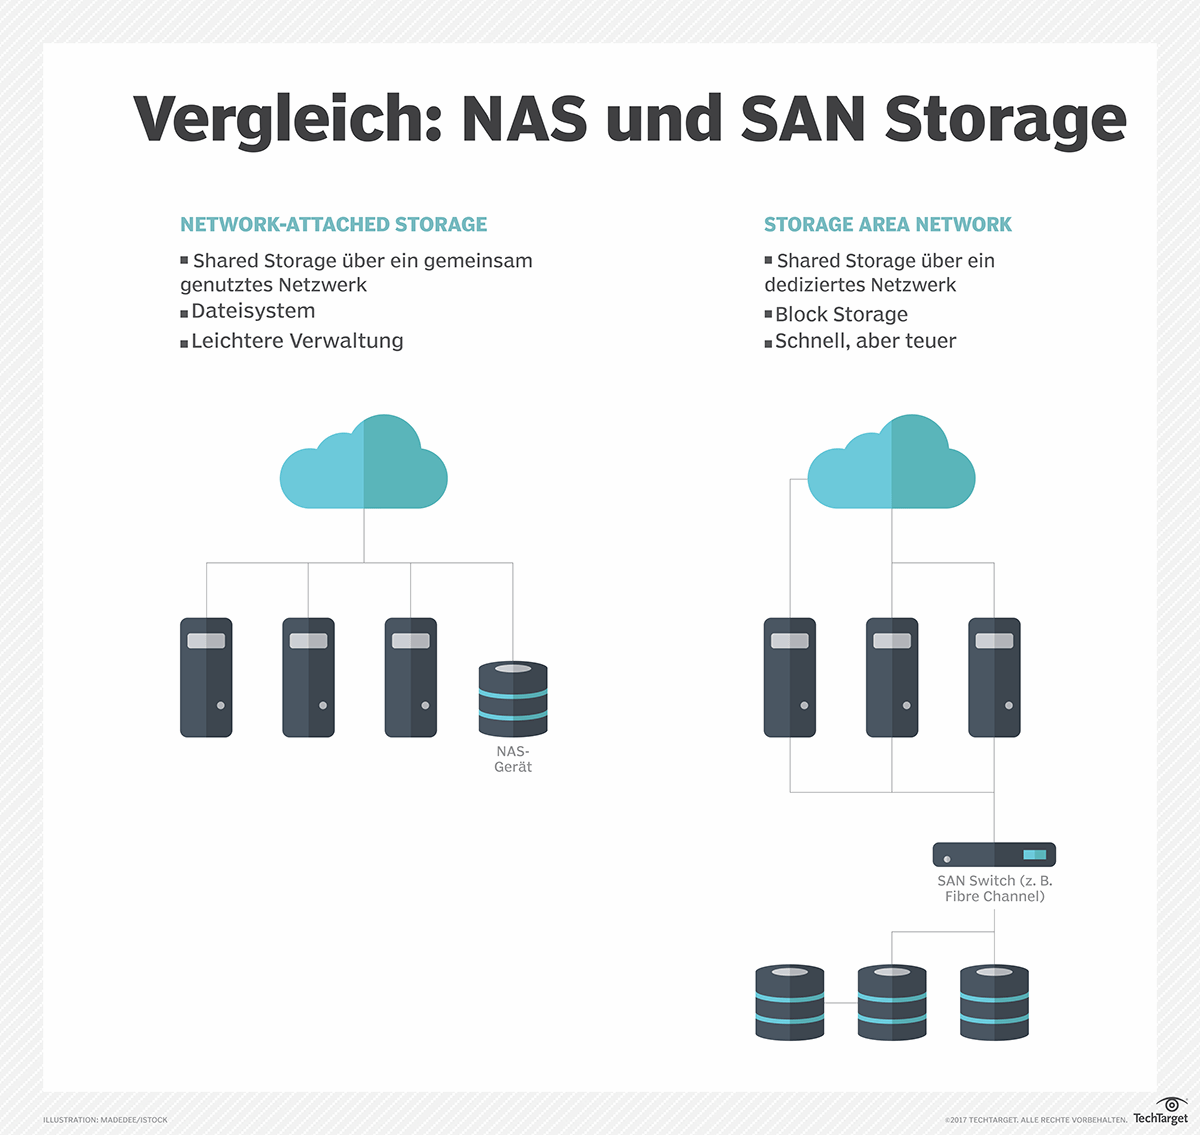 Vergleich: NAS und SAN Storage
NETWORK-ATTACHED STORAGE
▪ Shared Storage über ein gemeinsam
genutztes Netzwerk
▪ Dateisystem
▪ Leichtere Verwaltung
STORAGE AREA NETWORK
▪ Shared Storage über ein
dediziertes Netzwerk
▪ Block Storage
▪ Schnell, aber teuer
NAS-
Gerät
SAN Switch (z. B.
Fibre Channel)
ILLUSTRATION: MADEDEE/ISTOCK
©2017 TECHTARGET. ALLE RECHTE VORBEHALTEN.
TechTarget